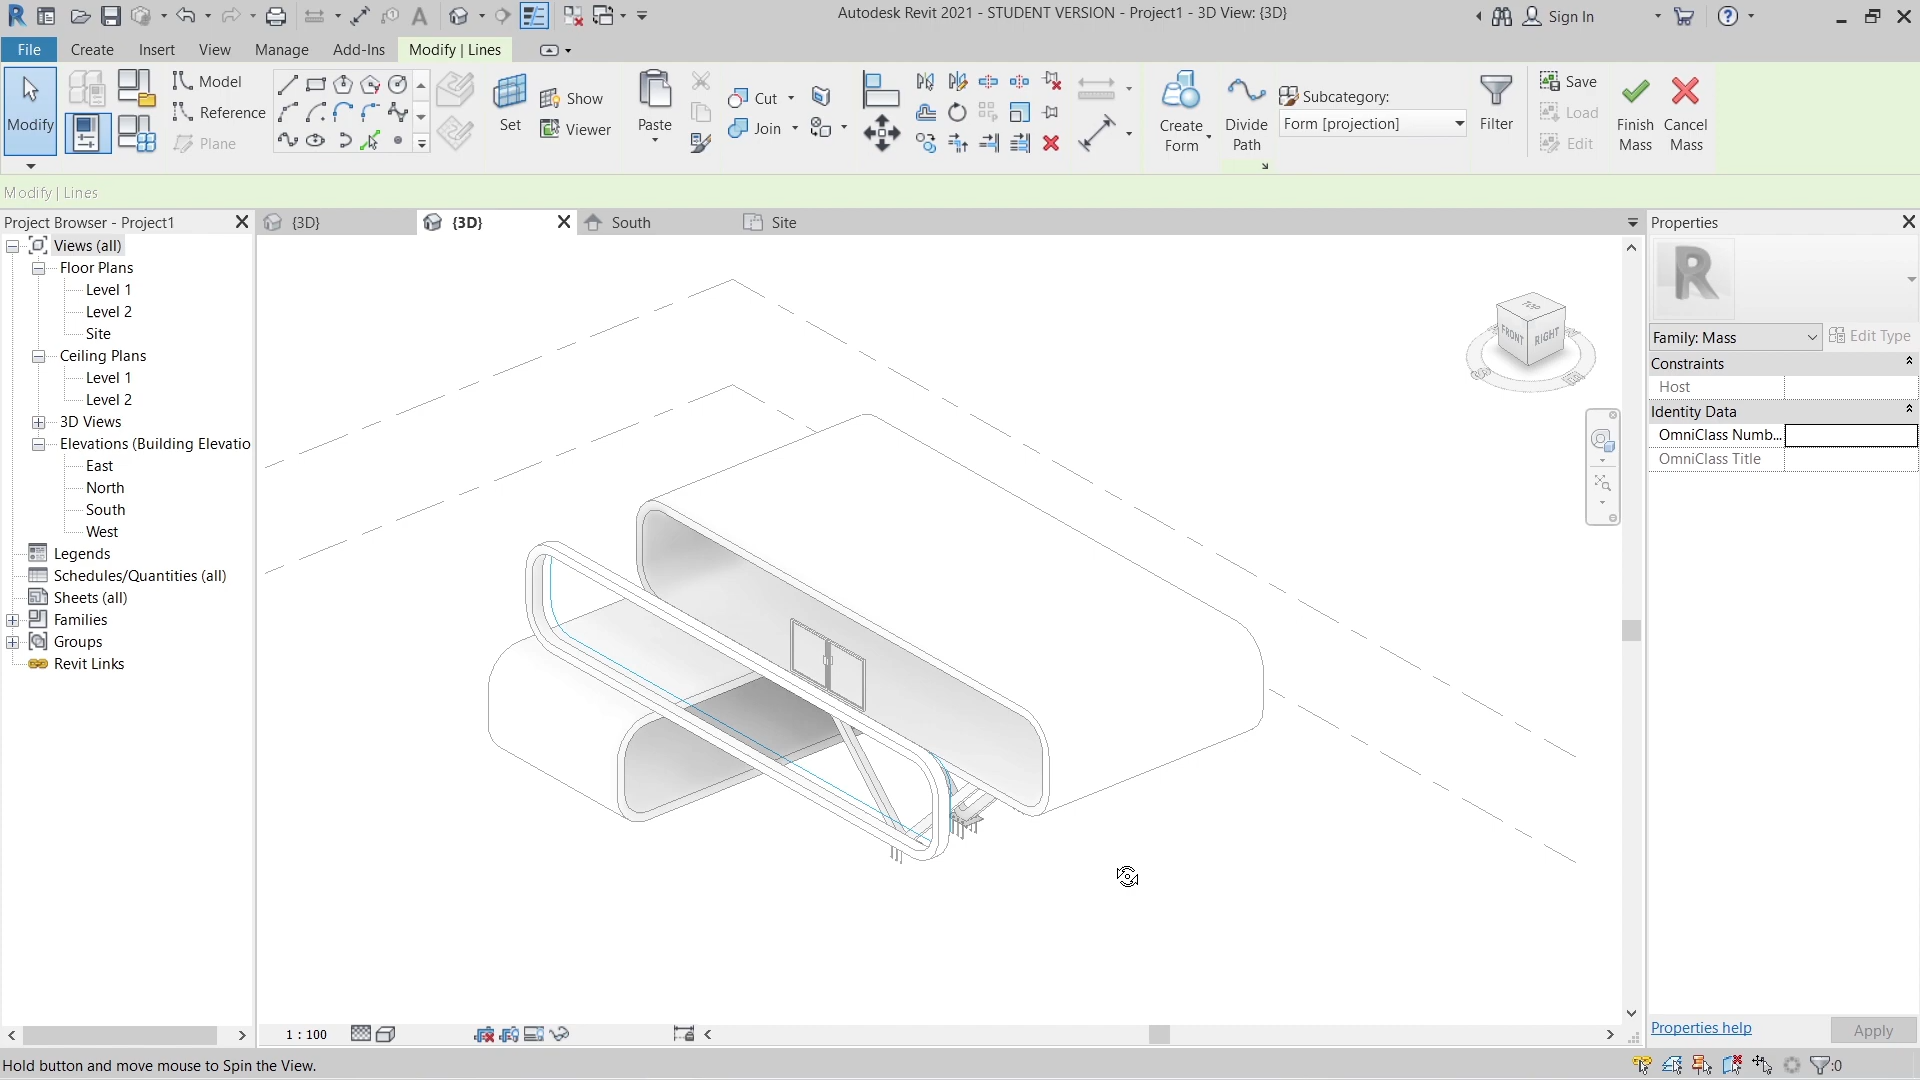 Autodesk Revit 2021 - STUDENT VERSION - Project1 - 3D View: {3D}
Sign In
File
Create
Insert
View
Manage
Add-Ins
Modify | Lines
Modify
Model
Reference
Plane
Set
Show
Viewer
Paste
Cut
Join
Create
Form
Divide
Path
Subcategory:
Form [projection]
Filter
Save
Load
Edit
Finish
Mass
Cancel
Mass
Modify | Lines
Project Browser - Project1
{3D}
{3D}
South
Site
Properties
Views (all)
Floor Plans
Level 1
Level 2
Site
Ceiling Plans
Level 1
Level 2
3D Views
Elevations (Building Elevatio
East
North
South
West
Legends
Schedules/Quantities (all)
Sheets (all)
Families
Groups
Revit Links
TOP
FRONT
RIGHT
Family: Mass
Edit Type
Constraints
Host
Identity Data
OmniClass Numb...
OmniClass Title
1 : 100
Properties help
Apply
Hold button and move mouse to Spin the View.
:0